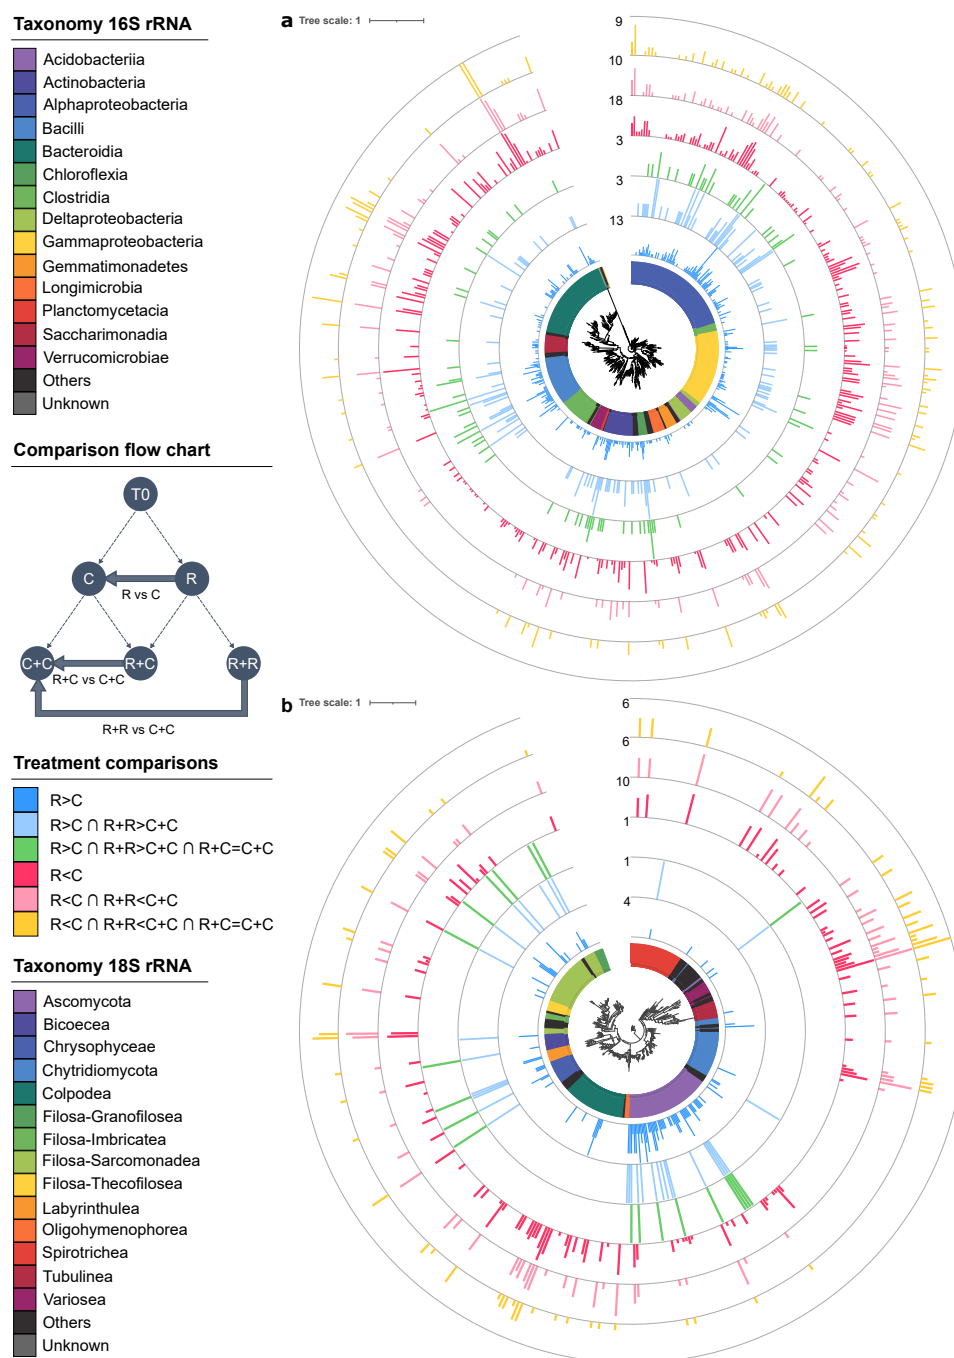 Taxonomy 16S rRNA
Acidobacteriia
Actinobacteria
Alphaproteobacteria
Bacilli
Bacteroidia
Chloroflexia
Clostridia
Deltaproteobacteria
Gammaproteobacteria
Gemmatimonadetes
Longimicrobia
Planctomycetacia
Saccharimonadia
Verrucomicrobiae
Others
Unknown
Comparison flow chart
T0
C
R
R vs C
C+C
R+C
R+R
R+C vs C+C
R+R vs C+C
Treatment comparisons
R>C
R>C ∩ R+R>C+C
R>C ∩ R+R>C+C ∩ R+C=C+C
R<C
R<C ∩ R+R<C+C
R<C ∩ R+R<C+C ∩ R+C=C+C
Taxonomy 18S rRNA
Ascomycota
Bicoecea
Chrysophyceae
Chytridiomycota
Colpodea
Filosa-Granofilosea
Filosa-Imbricatea
Filosa-Sarcomonadea
Filosa-Thecofilosea
Labyrinthulea
Oligohymenophorea
Spirotrichea
Tubulinea
Variosea
Others
Unknown
a Tree scale: 1
9
10
18
3
3
13
b Tree scale: 1
6
6
10
1
1
4